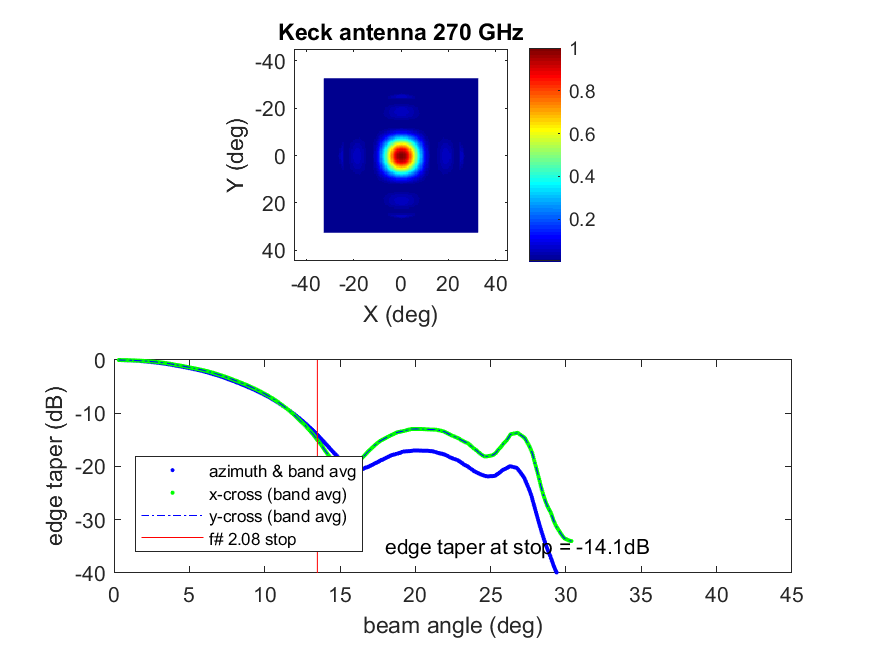 Keck antenna 270 GHz
-40
-20
0
20
40
Y (deg)
-40 -20 0 20 40
X (deg)
1
0.8
0.6
0.4
0.2
0
-10
-20
-30
-40
edge taper (dB)
azimuth & band avg
x-cross (band avg)
y-cross (band avg)
f# 2.08 stop
edge taper at stop = -14.1dB
0 5 10 15 20 25 30 35 40 45
beam angle (deg)